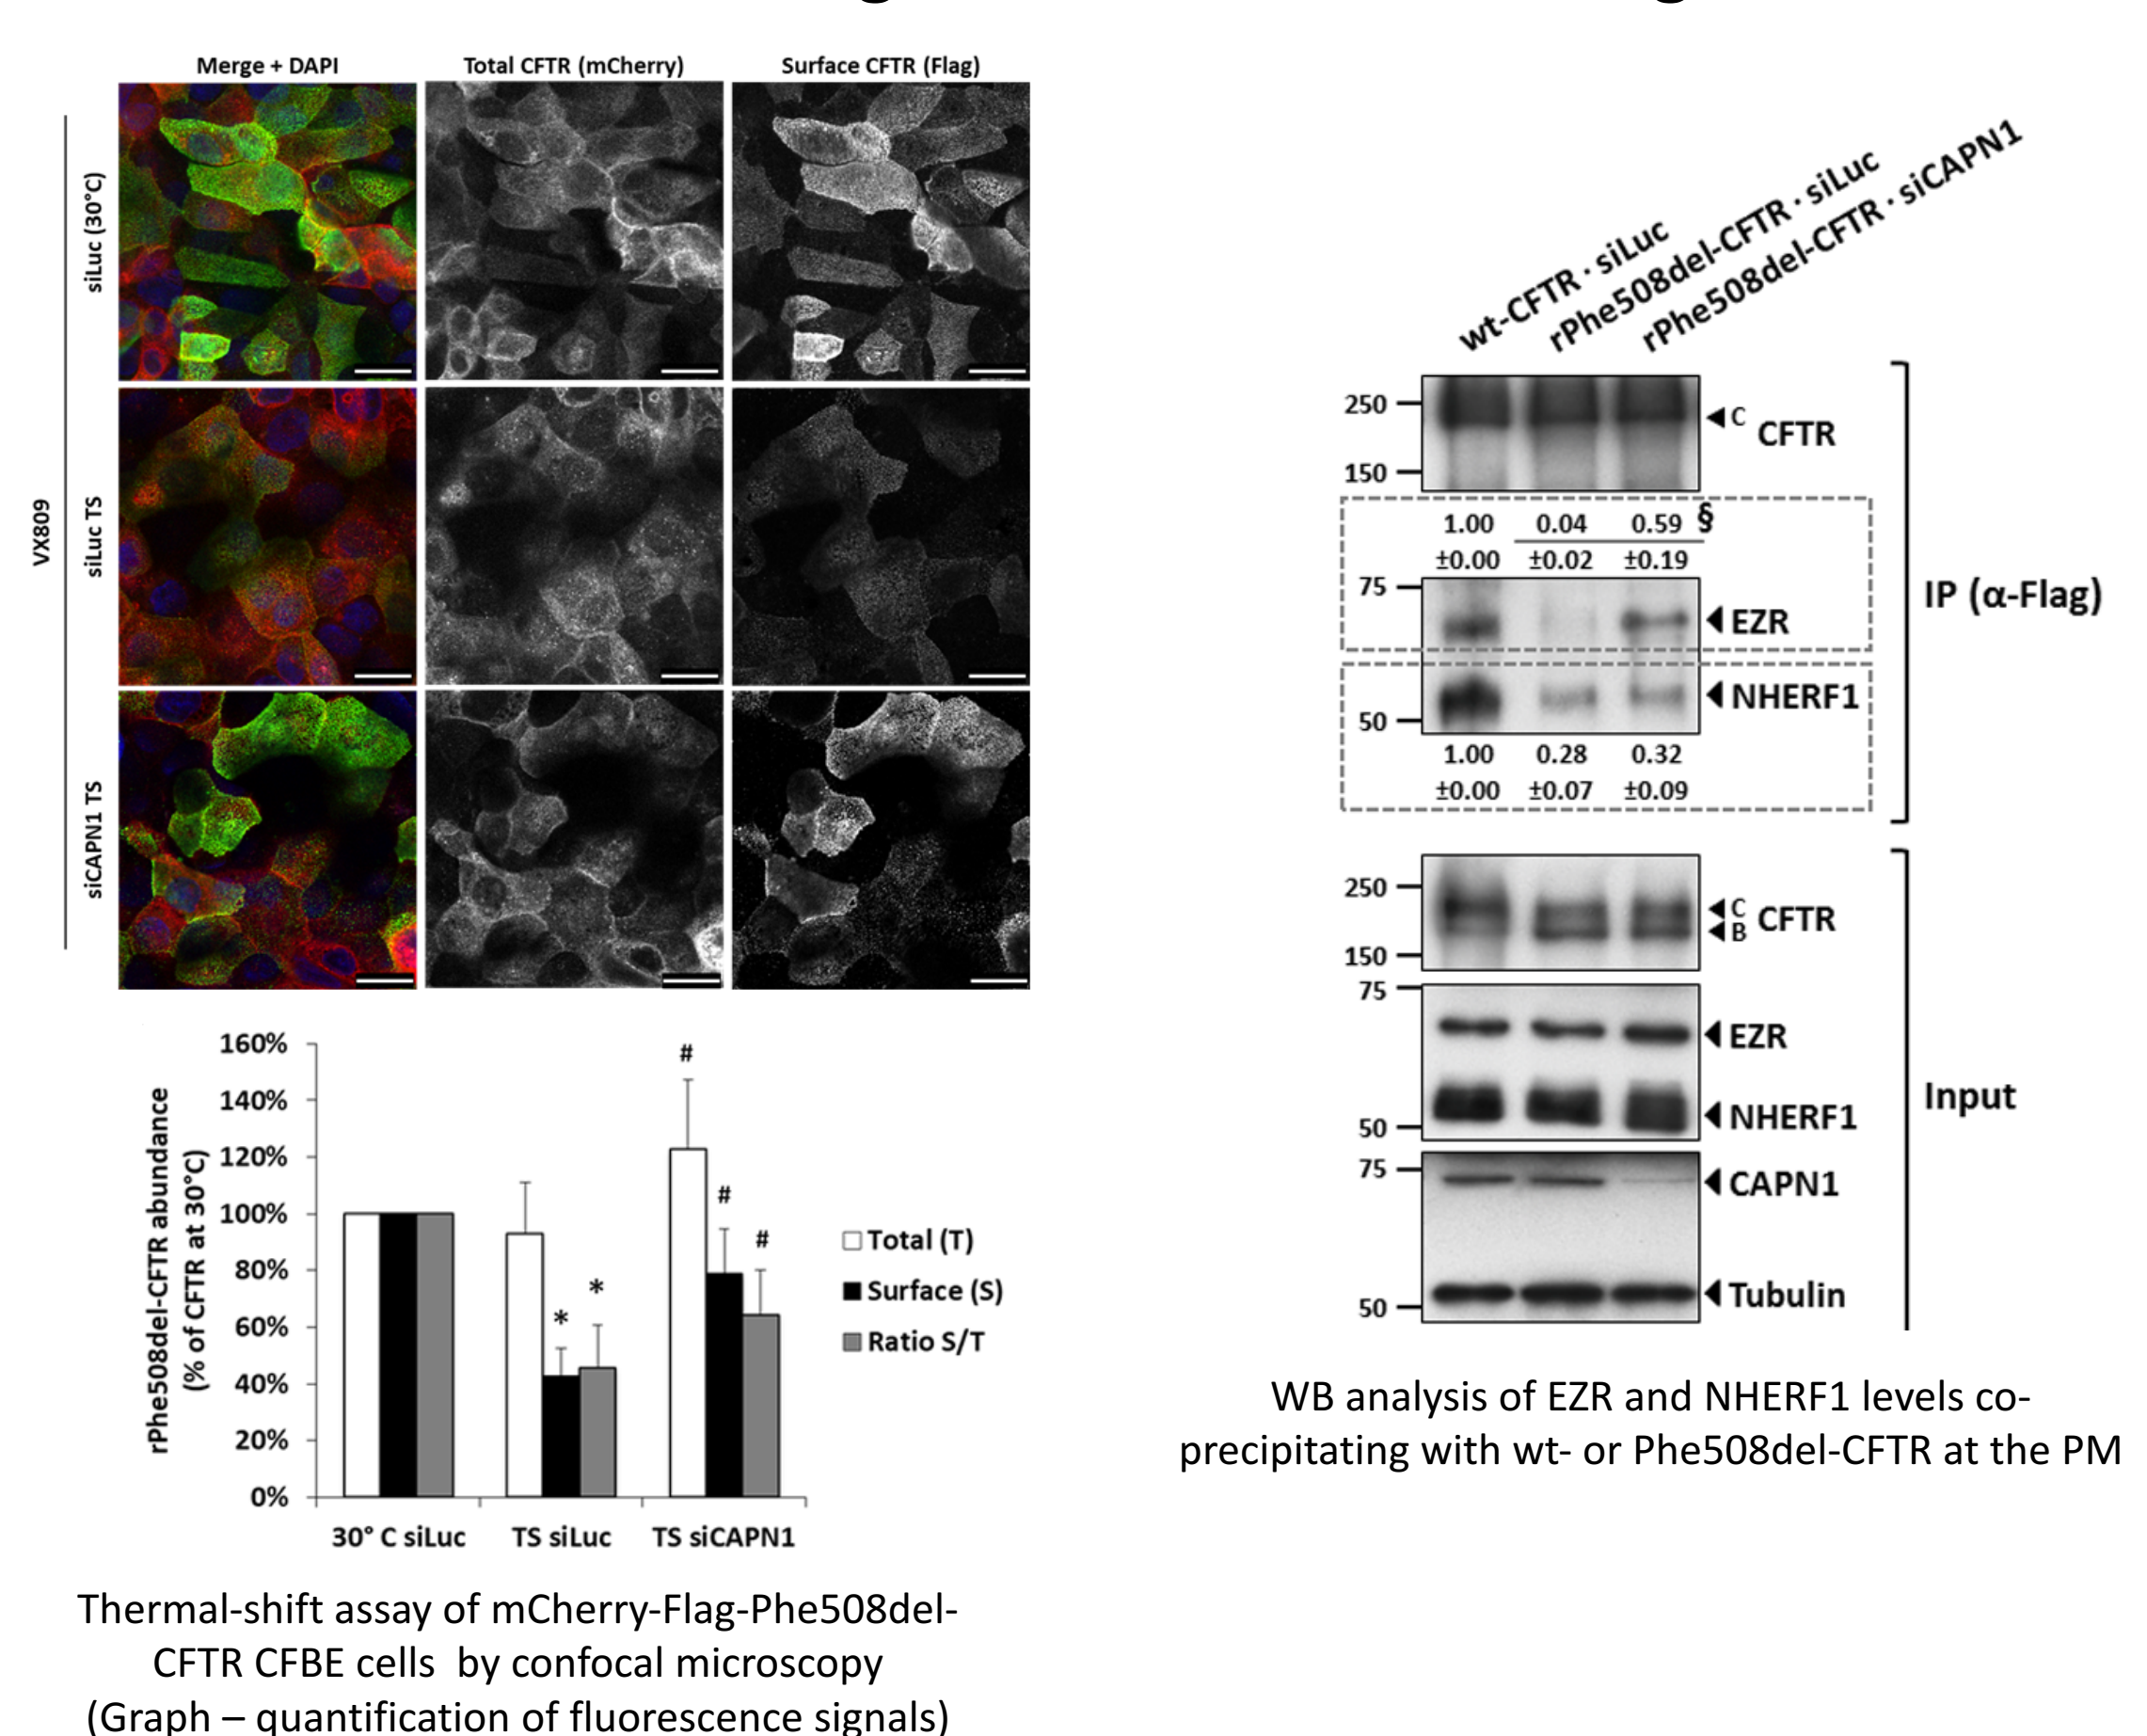 Merge + DAPI
Total CFTR (mCherry)
Surface CFTR (Flag)
VX809
siLuc (30°C)
siLuc TS
siCAPN1 TS
160%
140%
120%
100%
80%
60%
40%
20%
0%
rPhe508del-CFTR abundance
(% of CFTR at 30°C)
* *
# # #
Total (T)
Surface (S)
Ratio S/T
30° C siLuc
TS siLuc
TS siCAPN1
Thermal-shift assay of mCherry-Flag-Phe508del-
CFTR CFBE cells by confocal microscopy
(Graph – quantification of fluorescence signals)
wt-CFTR · siLuc
rPhe508del-CFTR · siLuc
rPhe508del-CFTR · siCAPN1
250
C CFTR
150
1.00 0.04 0.59 §
±0.00 ±0.02 ±0.19
75
EZR
NHERF1
50
1.00 0.28 0.32
±0.00 ±0.07 ±0.09
IP (α-Flag)
250
C CFTR
B
150
75
EZR
NHERF1
50
75
CAPN1
Tubulin
50
Input
WB analysis of EZR and NHERF1 levels co-
precipitating with wt- or Phe508del-CFTR at the PM